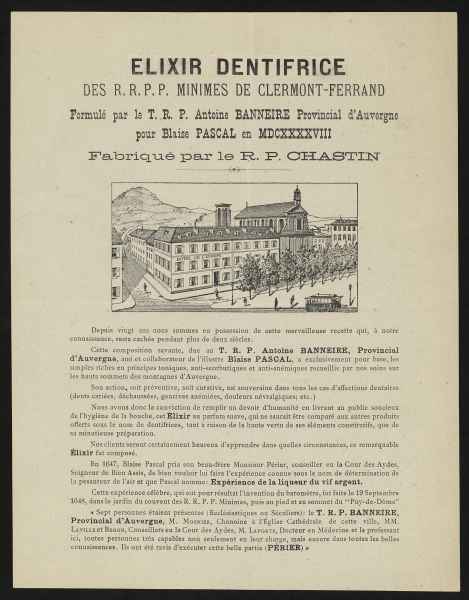 ELIXIR DENTIFRICE
DES R. R. P. P. MINIMES DE CLERMONT-FERRAND
Formulé par le T. R. P. Antoine BANNEIRE Provincial d'Auvergne
pour Blaise PASCAL en MDCXXXXVIII
Fabriqué par le R. P. CHASTIN
Depuis vingt ans nous sommes en possession de cette merveilleuse recette qui, à notre
connaissance, resta cachée pendant plus de deux siècles.
Cette composition savante, due au T. R. P. Antoine BANNEIRE, Provincial
d'Auvergne, ami et collaborateur de l'illustre Blaise PASCAL, a exclusivement pour base, les
simples riches en principes toniques, anti-scorbutiques et anti-anémiques recueillis par nos soins sur
les hauts sommets des montagnes d'Auvergne.
Son action, soit préventive, soit curative, est souveraine dans tous les cas d'affections dentaires
(dents cariées, déchaussées, gencives anémiées, douleurs névralgiques; etc.)
Nous avons donc la conviction de remplir un devoir d'humanité en livrant au public soucieux
de l'hygiène de la bouche, cet Élixir au parfum suave, qui ne saurait être comparé aux autres produits
offerts sous le nom de dentifrices, tant à raison de la haute vertu de ses éléments constitutifs, que de
sa minutieuse préparation.
Nos clients seront certainement heureux d'apprendre dans quelles circonstances, ce remarquable
Élixir fut composé.
En 1647, Blaise Pascal pria son beau-frère Monsieur Périer, conseiller en la Cour des Aydes,
Seigneur de Bien Assis, de bien vouloir lui faire l'expérience connue sous le nom de détermination de
la pesanteur de l'air et que Pascal nomme: Expérience de la liqueur du vif argent.
Cette expérience célèbre, qui eut pour résultat l'invention du baromètre, fut faite le 19 Septembre
1648, dans le jardin du couvent des R. R. P. P. Minimes, puis au pied et au sommet du "Puy-de-Dôme"
« Sept personnes étaient présentes (Ecclésiastiques ou Séculiers): le T. R. P. BANNEIRE,
Provincial d'Auvergne, M. Mosnier, Chanoine à l'Église Cathédrale de cette ville, MM.
Laville et Begon, Conseillers en la Cour des Aydes, M. Laporte, Docteur en Médecine et le professant
ici, toutes personnes très capables non seulement en leur charge, mais encore dans toutes les belles
connaissances. Ils ont été ravis d'exécuter cette belle partie (PÉRIER) »